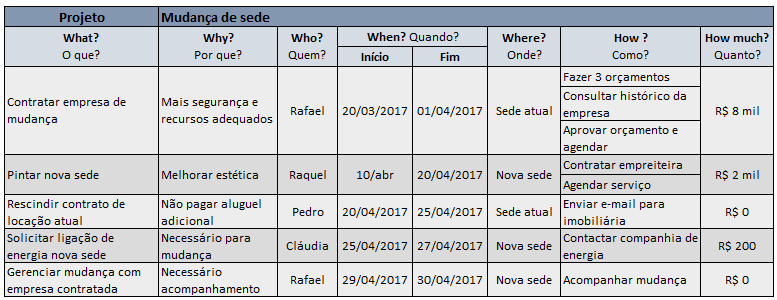 Projeto Mudança de sede
What? Why? Who? When? Quando? Where? How ? How much?
O que? Por que? Quem? Início Fim Onde? Como? Quanto?
Contratar empresa de mudança Mais segurança e recursos adequados Rafael 20/03/2017 01/04/2017 Sede atual Fazer 3 orçamentos R$ 8 mil
Consultar histórico da empresa
Aprovar orçamento e agendar
Pintar nova sede Melhorar estética Raquel 10/abr 20/04/2017 Nova sede Contratar empreiteira R$ 2 mil
Agendar serviço
Rescindir contrato de locação atual Não pagar aluguel adicional Pedro 20/04/2017 25/04/2017 Sede atual Enviar e-mail para imobiliária R$ 0
Solicitar ligação de energia nova sede Necessário para mudança Cláudia 25/04/2017 27/04/2017 Nova sede Contactar companhia de energia R$ 200
Gerenciar mudança com empresa contratada Necessário acompanhamento Rafael 29/04/2017 30/04/2017 Nova sede Acompanhar mudança R$ 0